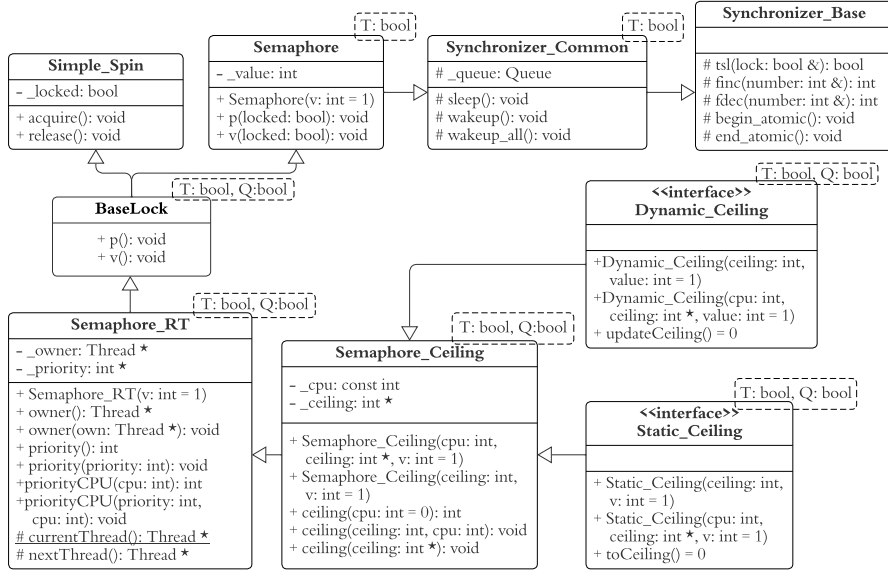 Simple_Spin
- _locked: bool
+ acquire(): void
+ release(): void
T: bool
Semaphore
- _value: int
+ Semaphore(v: int = 1)
+ p(locked: bool): void
+ v(locked: bool): void
T: bool
Synchronizer_Common
# _queue: Queue
# sleep(): void
# wakeup(): void
# wakeup_all(): void
Synchronizer_Base
# tsl(lock: bool &): bool
# finc(number: int &): int
# fdec(number: int &): int
# begin_atomic(): void
# end_atomic(): void
T: bool, Q:bool
BaseLock
+ p(): void
+ v(): void
T: bool, Q: bool
<<interface>>
Dynamic_Ceiling
+Dynamic_Ceiling(ceiling: int,
value: int = 1)
+Dynamic_Ceiling(cpu: int,
ceiling: int *, value: int = 1)
+ updateCeiling() = 0
T: bool, Q:bool
Semaphore_RT
- _owner: Thread *
- _priority: int *
+ Semaphore_RT(v: int = 1)
+ owner(): Thread *
+ owner(own: Thread *): void
+ priority(): int
+ priority(priority: int): void
+priorityCPU(cpu: int): int
+priorityCPU(priority: int,
cpu: int): void
# currentThread(): Thread *
# nextThread(): Thread *
T: bool, Q:bool
Semaphore_Ceiling
- _cpu: const int
- _ceiling: int *
+ Semaphore_Ceiling(cpu: int,
ceiling: int *, v: int = 1)
+ Semaphore_Ceiling(ceiling: int,
v: int = 1)
+ ceiling(cpu: int = 0): int
+ ceiling(ceiling: int, cpu: int): void
+ ceiling(ceiling: int *): void
T: bool, Q: bool
<<interface>>
Static_Ceiling
+ Static_Ceiling(ceiling: int,
v: int = 1)
+ Static_Ceiling(cpu: int,
ceiling: int *, v: int = 1)
+ toCeiling() = 0